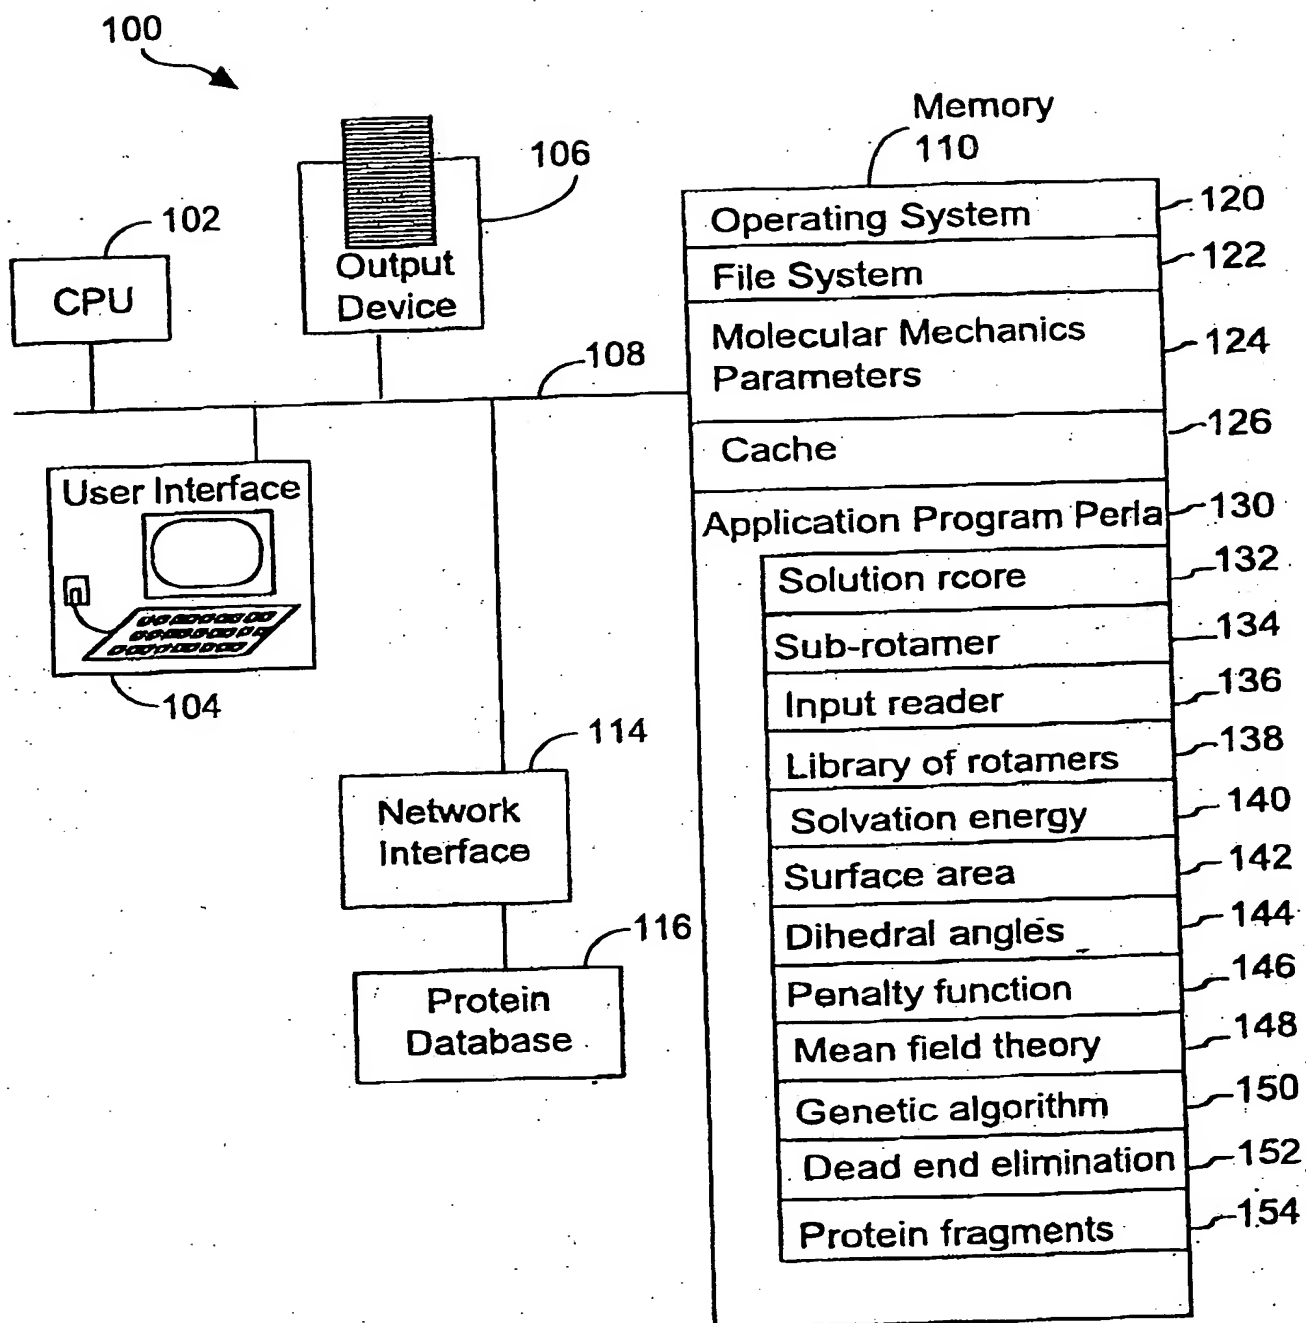 100
Memory
110
106
102
Output
Device
CPU
108
User Interface
104
114
Network
Interface
116
Protein
Database
Operating System
120
File System
122
Molecular Mechanics
Parameters
124
Cache
126
Application Program Perla
130
Solution rcore
132
Sub-rotamer
134
Input reader
136
Library of rotamers
138
Solvation energy
140
Surface area
142
Dihedral angles
144
Penalty function
146
Mean field theory
148
Genetic algorithm
150
Dead end elimination
152
Protein fragments
154